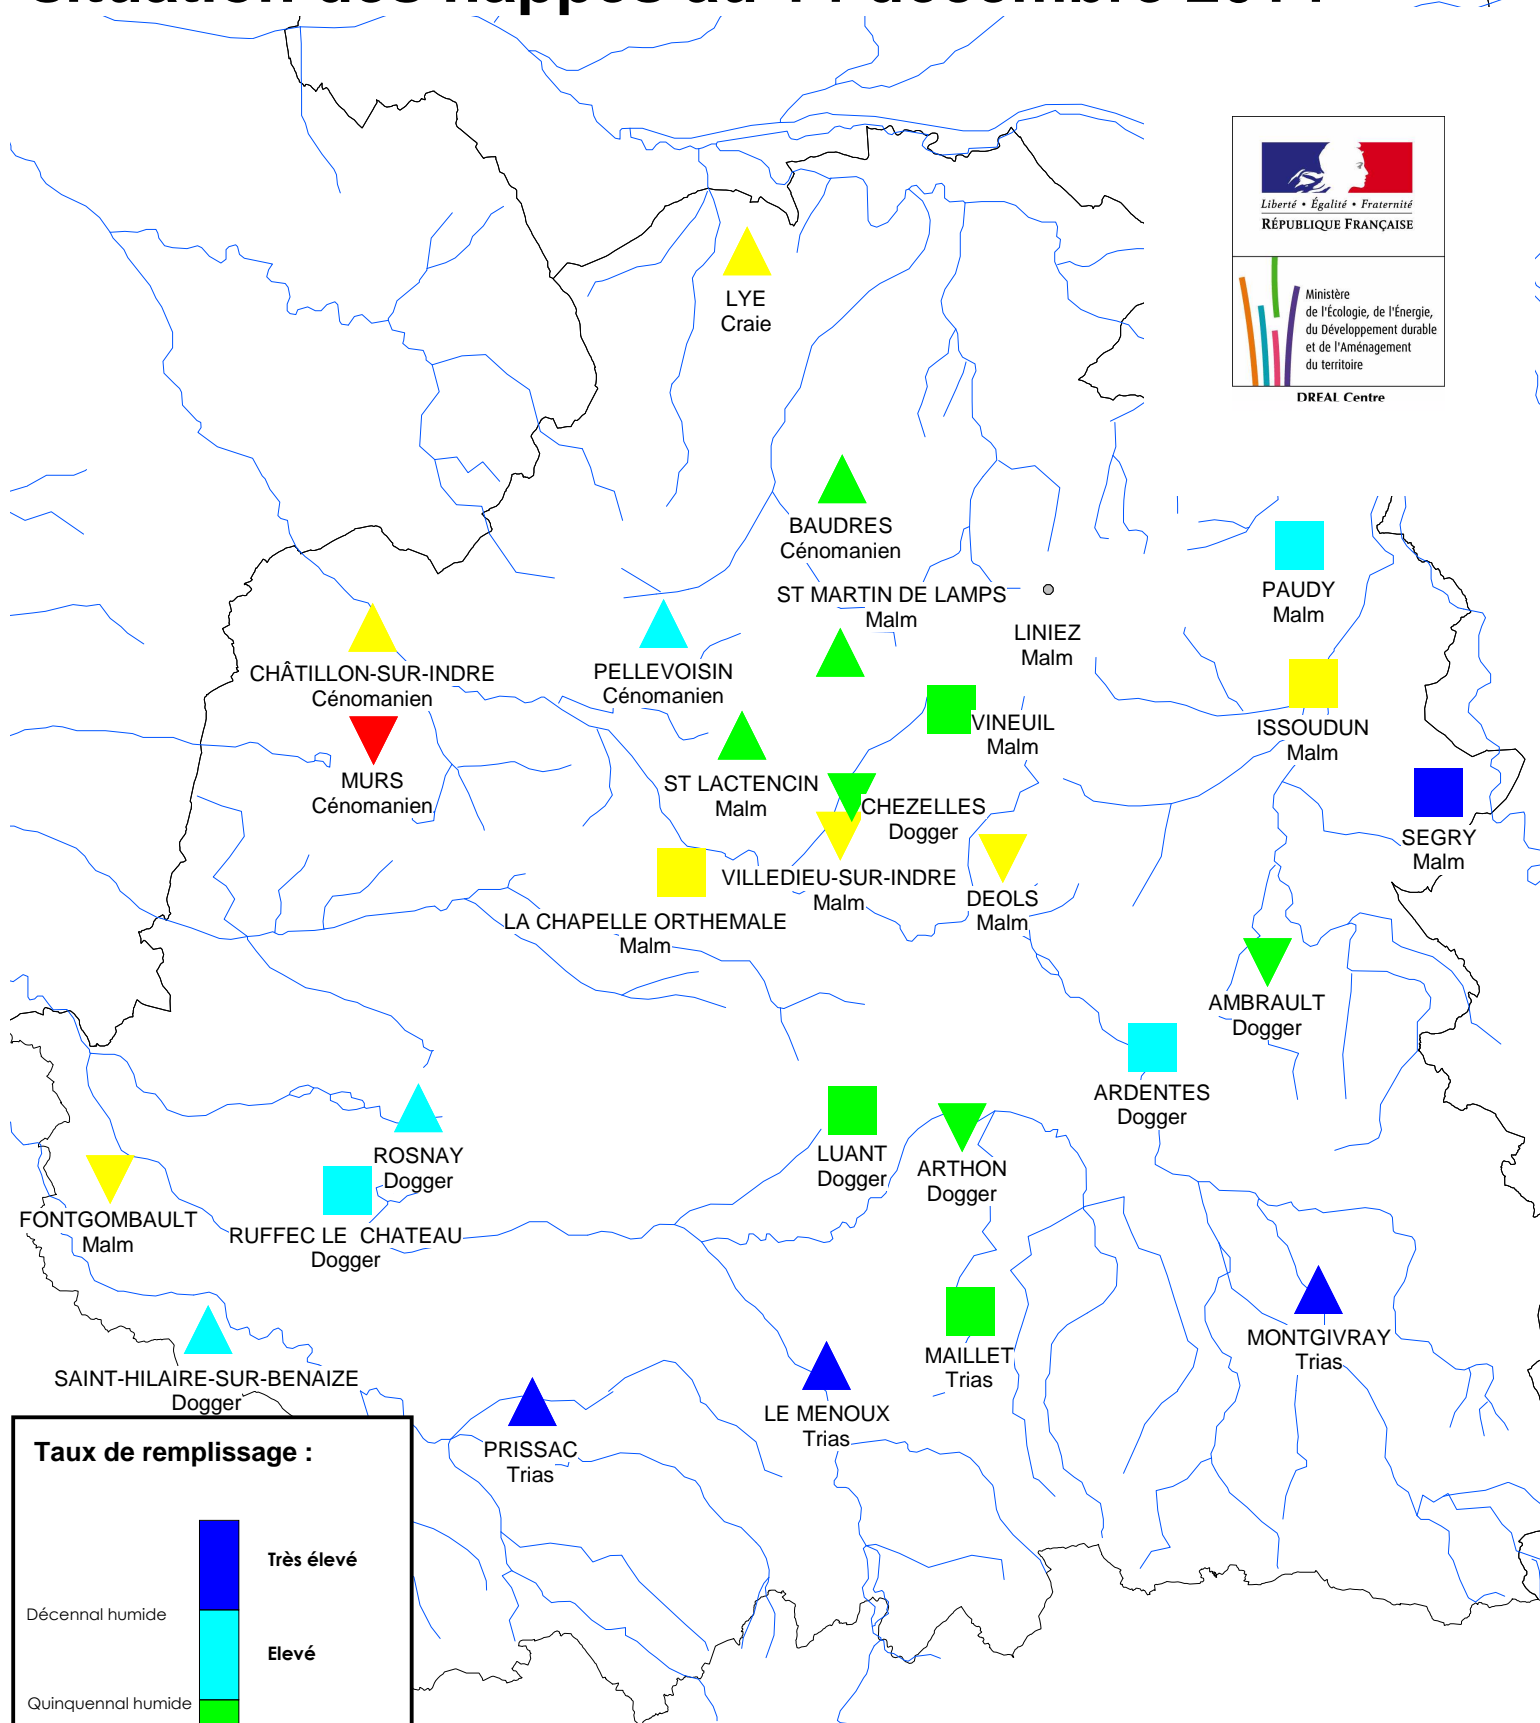 LYE
Craie
Liberté • Égalité • Fraternité
RÉPUBLIQUE FRANÇAISE
Ministère
de l'Écologie, de l'Énergie,
du Développement durable
et de l'Aménagement
du territoire
DREAL Centre
BAUDRES
Cénomanien
ST MARTIN DE LAMPS
Malm
LINIEZ
Malm
PAUDY
Malm
CHÂTILLON-SUR-INDRE
Cénomanien
PELLEVOISIN
Cénomanien
VINEUIL
Malm
ISSOUDUN
Malm
MURS
Cénomanien
ST LACTENCIN
Malm
CHEZELLES
Dogger
SEGRY
Malm
VILLEDIEU-SUR-INDRE
Malm
DEOLS
Malm
LA CHAPELLE ORTHEMALE
Malm
AMBRAULT
Dogger
ARDENTES
Dogger
ROSNAY
Dogger
LUANT
Dogger
ARTHON
Dogger
FONTGOMBAULT
Malm
RUFFEC LE CHATEAU
Dogger
MONTGIVRAY
Trias
MAILLET
Trias
SAINT-HILAIRE-SUR-BENAIZE
Dogger
LE MENOUX
Trias
PRISSAC
Trias
Taux de remplissage :
Très élevé
Décennal humide
Elevé
Quinquennal humide